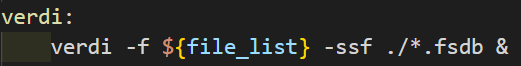 verdi:
    verdi -f ${file_list} -ssf ./*.fsdb &